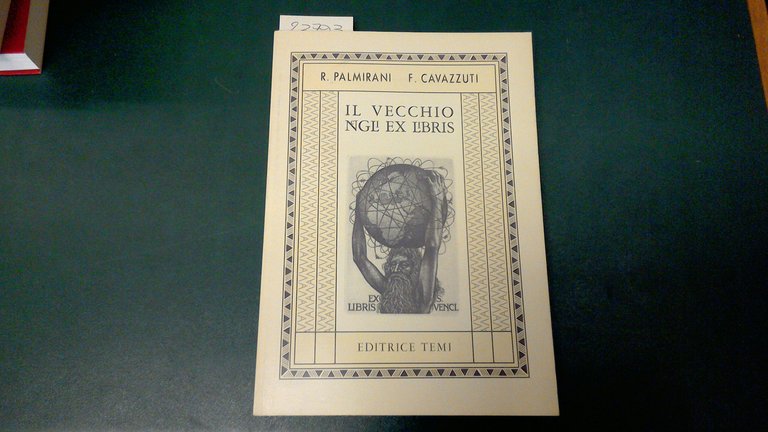 R. PALMIRANI F. CAVAZZUTI
IL VECCHIO
NEGLI EX LIBRIS
EX S.
LIBRIS VENCL
EDITRICE TEMI